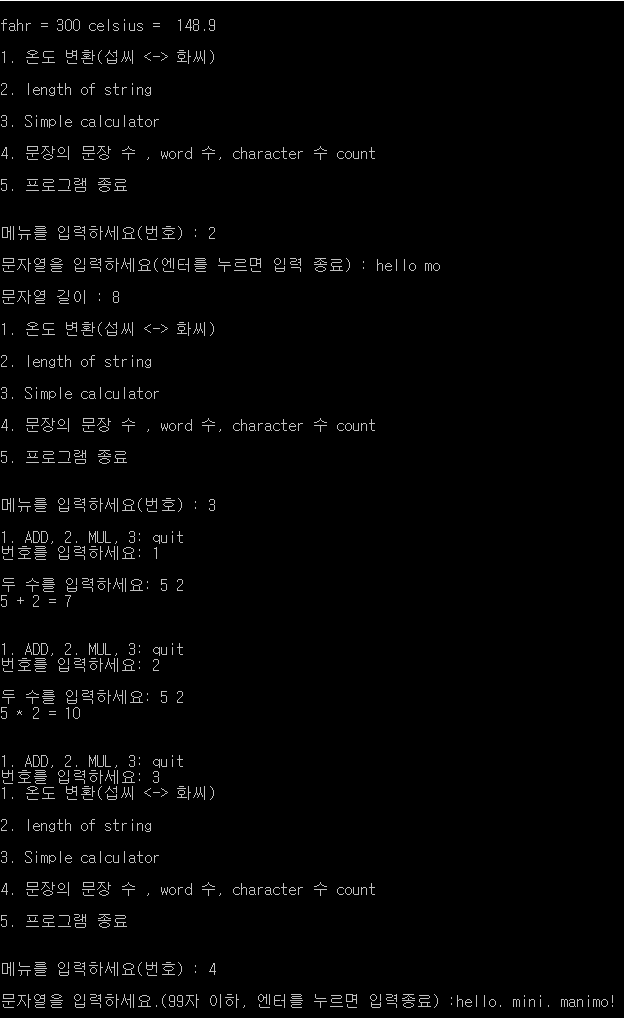 fahr = 300 celsius =  148.9
1. 온도 변환(섭씨 <-> 화씨)
2. length of string
3. Simple calculator
4. 문장의 문장 수 , word 수, character 수 count
5. 프로그램 종료
메뉴를 입력하세요(번호) : 2
문자열을 입력하세요(엔터를 누르면 입력 종료) : hello mo
문자열 길이 : 8
1. 온도 변환(섭씨 <-> 화씨)
2. length of string
3. Simple calculator
4. 문장의 문장 수 , word 수, character 수 count
5. 프로그램 종료
메뉴를 입력하세요(번호) : 3
1. ADD, 2. MUL, 3: quit
번호를 입력하세요: 1
두 수를 입력하세요: 5 2
5 + 2 = 7
1. ADD, 2. MUL, 3: quit
번호를 입력하세요: 2
두 수를 입력하세요: 5 2
5 * 2 = 10
1. ADD, 2. MUL, 3: quit
번호를 입력하세요: 3
1. 온도 변환(섭씨 <-> 화씨)
2. length of string
3. Simple calculator
4. 문장의 문장 수 , word 수, character 수 count
5. 프로그램 종료
메뉴를 입력하세요(번호) : 4
문자열을 입력하세요.(99자 이하, 엔터를 누르면 입력종료) :hello. mini. manimo!